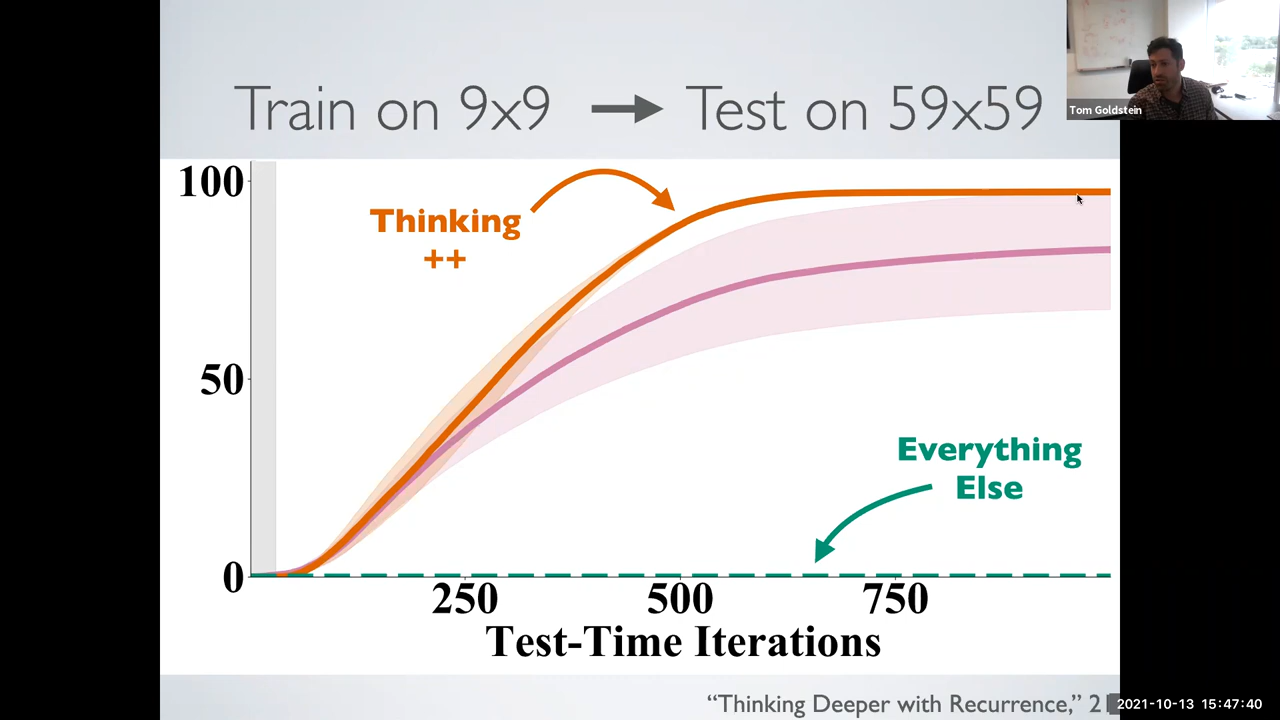 Train on 9x9 → Test on 59x59
Tom Goldstein
100
Thinking
++
50
Everything
Else
0
250 500 750
Test-Time Iterations
“Thinking Deeper with Recurrence,” 2
2021-10-13 15:47:40